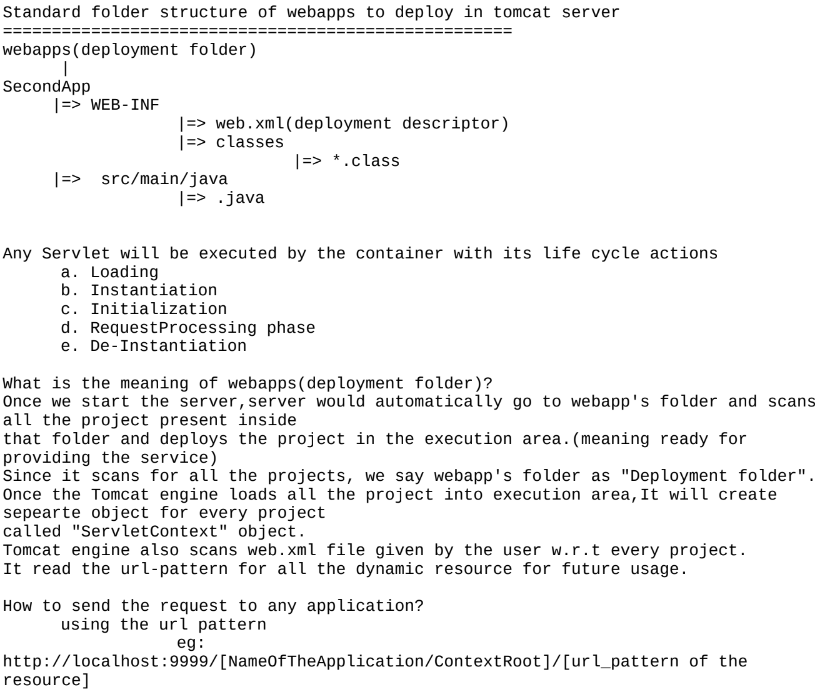 Standard folder structure of webapps to deploy in tomcat server
====================================================
webapps(deployment folder)
|
SecondApp
|=> WEB-INF
|=> web.xml(deployment descriptor)
|=> classes
|=> *.class
|=> src/main/java
|=> .java
Any Servlet will be executed by the container with its life cycle actions
a. Loading
b. Instantiation
c. Initialization
d. RequestProcessing phase
e. De-Instantiation
What is the meaning of webapps(deployment folder)?
Once we start the server,server would automatically go to webapp's folder and scans
all the project present inside
that folder and deploys the project in the execution area.(meaning ready for
providing the service)
Since it scans for all the projects, we say webapp's folder as "Deployment folder".
Once the Tomcat engine loads all the project into execution area,It will create
sepearte object for every project
called "ServletContext" object.
Tomcat engine also scans web.xml file given by the user w.r.t every project.
It read the url-pattern for all the dynamic resource for future usage.
How to send the request to any application?
using the url pattern
eg:
http://localhost:9999/[NameOfTheApplication/ContextRoot]/[url_pattern of the
resource]